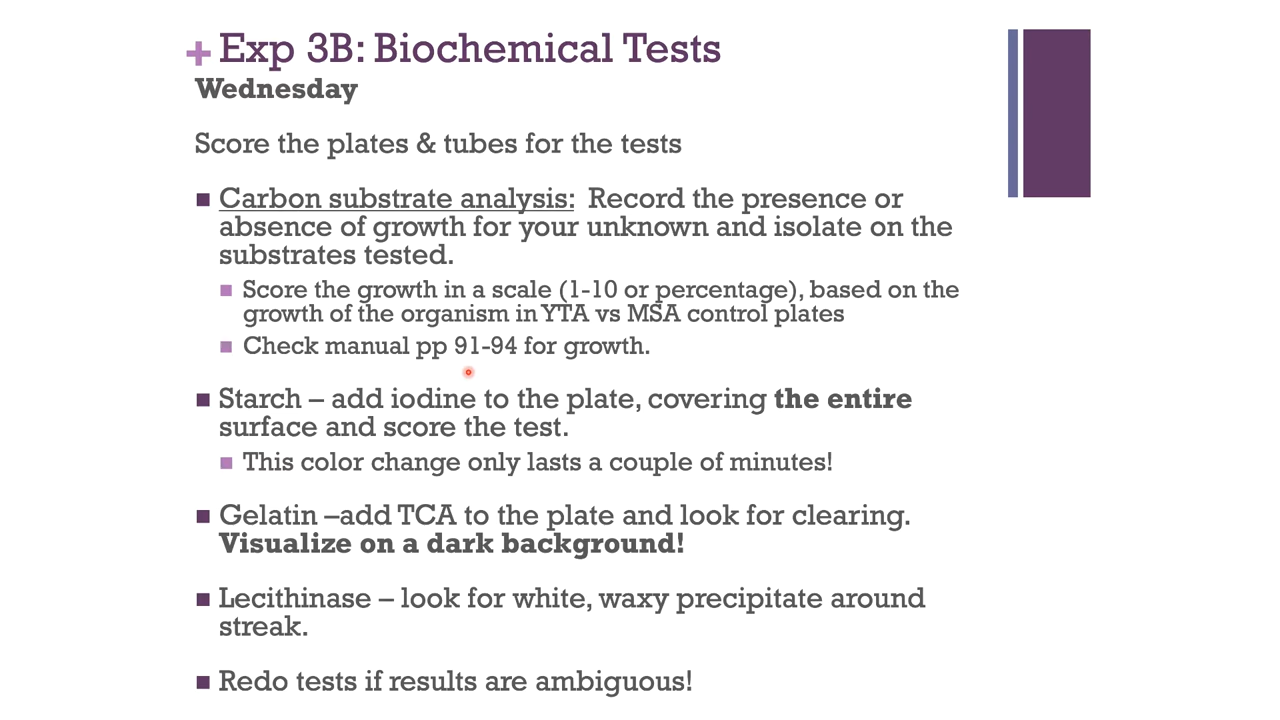 + Exp 3B: Biochemical Tests
Wednesday
Score the plates & tubes for the tests
Carbon substrate analysis: Record the presence or
absence of growth for your unknown and isolate on the
substrates tested.
Score the growth in a scale (1-10 or percentage), based on the
growth of the organism in YTA vs MSA control plates
Check manual pp 91-94 for growth.
Starch – add iodine to the plate, covering the entire
surface and score the test.
This color change only lasts a couple of minutes!
Gelatin –add TCA to the plate and look for clearing.
Visualize on a dark background!
Lecithinase – look for white, waxy precipitate around
streak.
Redo tests if results are ambiguous!